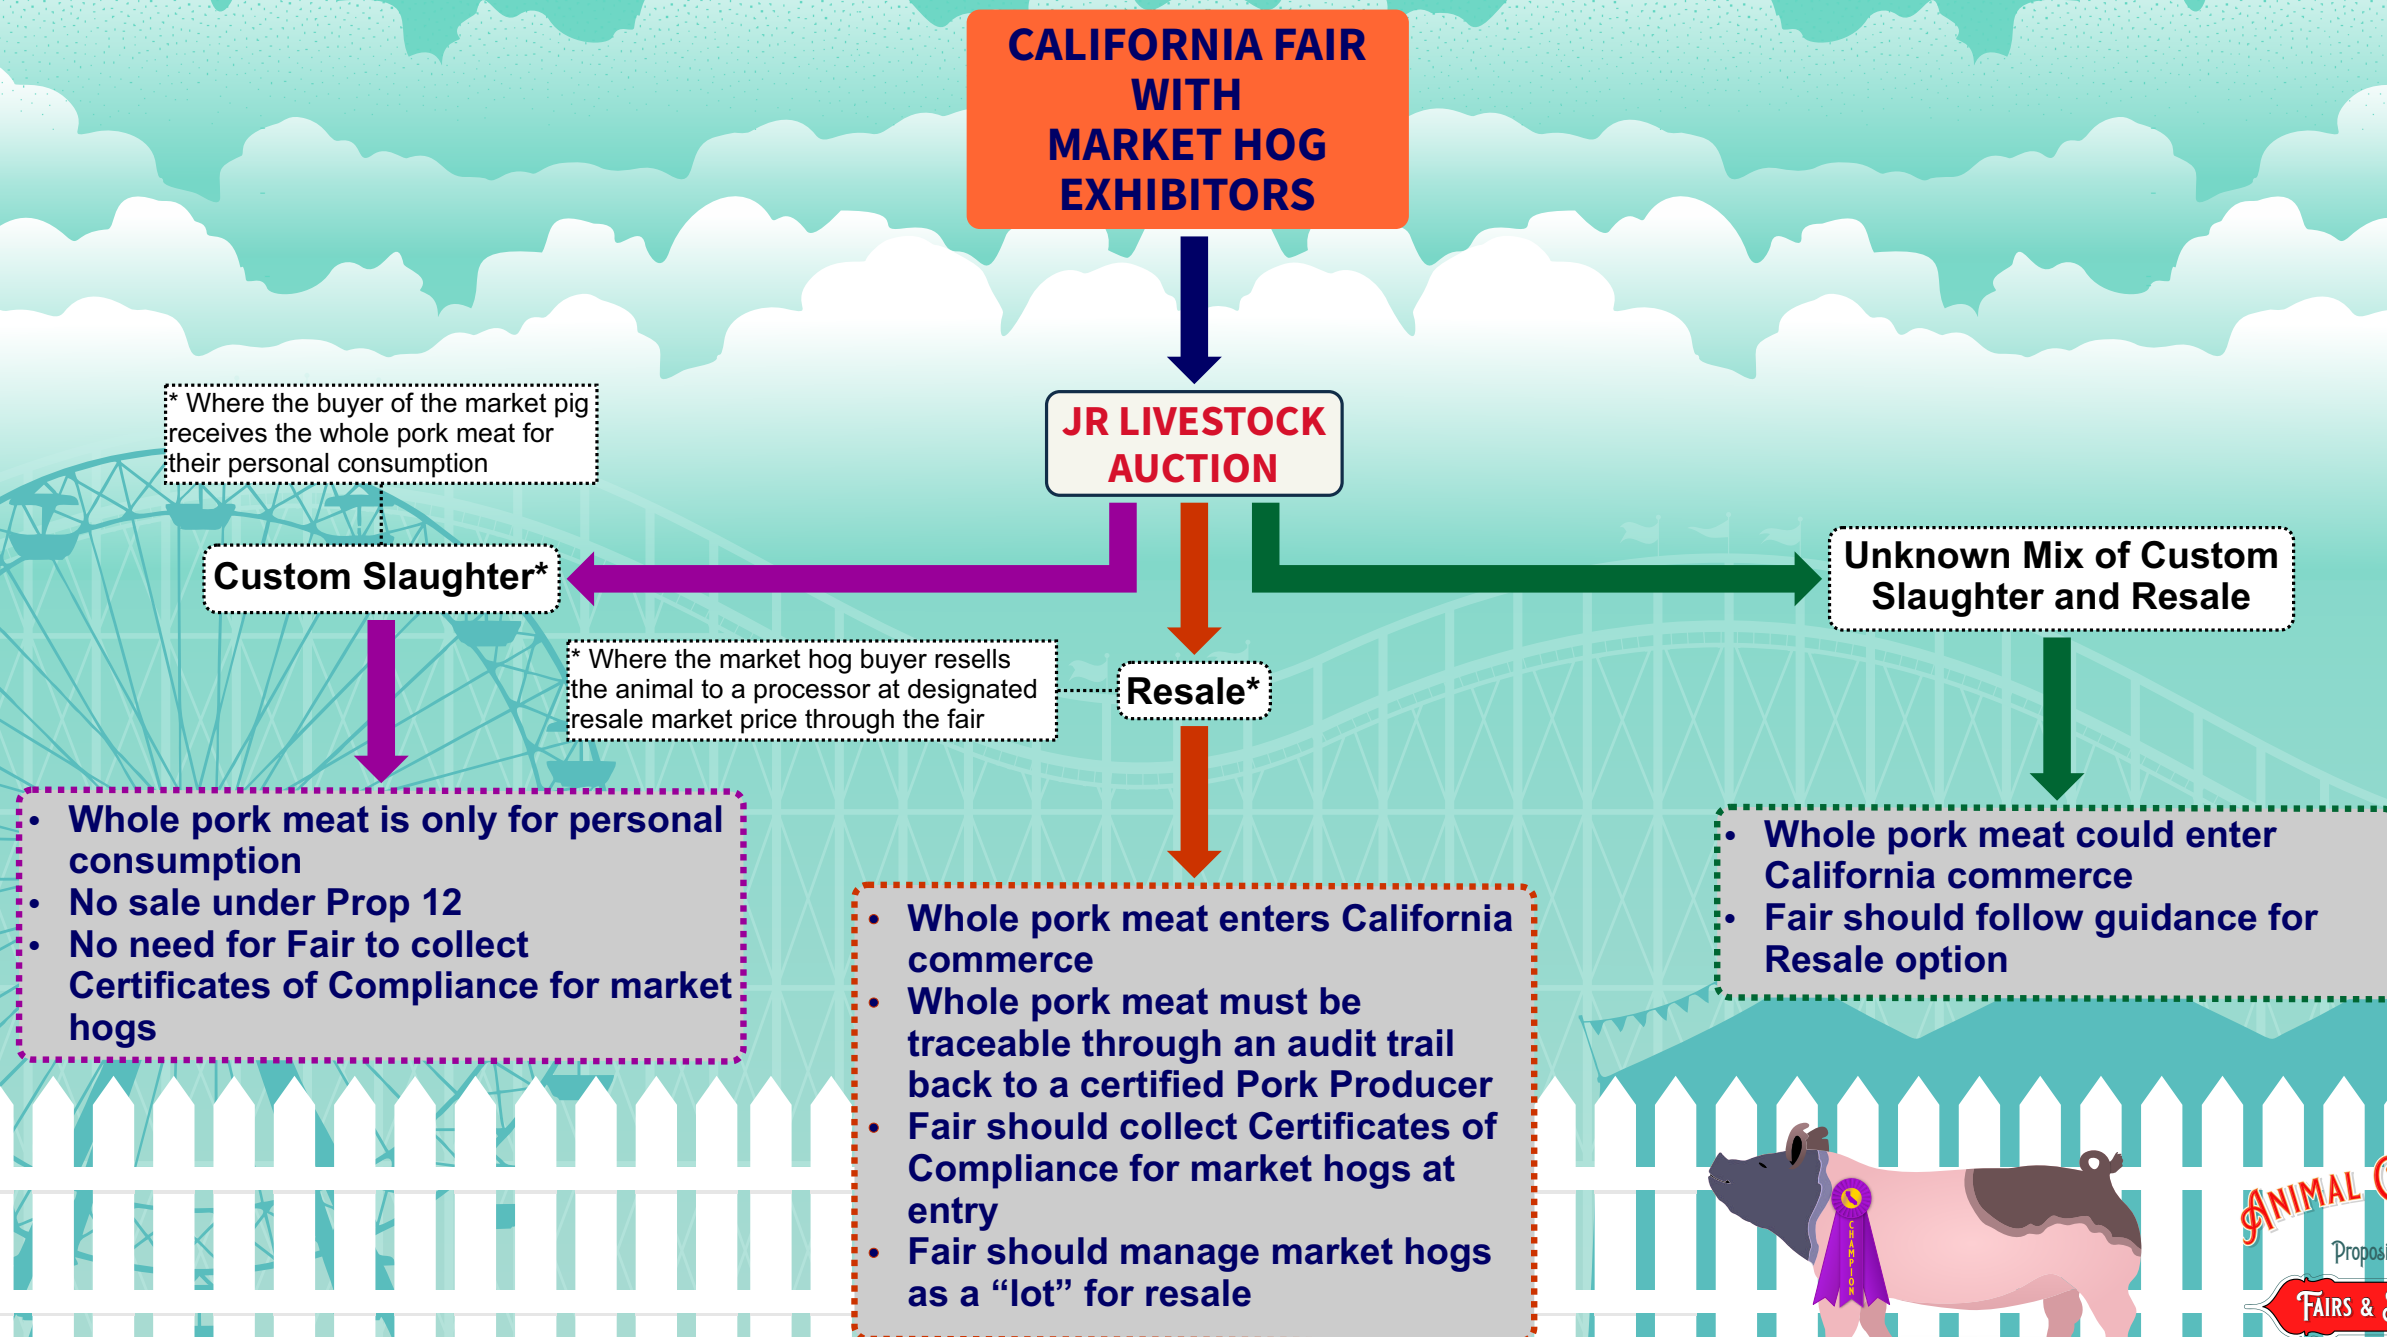 CALIFORNIA FAIR
WITH
MARKET HOG
EXHIBITORS
JR LIVESTOCK
AUCTION
* Where the buyer of the market pig
receives the whole pork meat for
their personal consumption
Custom Slaughter*
* Where the market hog buyer resells
the animal to a processor at designated
resale market price through the fair
Resale*
Unknown Mix of Custom
Slaughter and Resale
• Whole pork meat is only for personal
consumption
• No sale under Prop 12
• No need for Fair to collect
Certificates of Compliance for market
hogs
• Whole pork meat enters California
commerce
• Whole pork meat must be
traceable through an audit trail
back to a certified Pork Producer
• Fair should collect Certificates of
Compliance for market hogs at
entry
• Fair should manage market hogs
as a “lot” for resale
• Whole pork meat could enter
California commerce
• Fair should follow guidance for
Resale option
CHAMPION
ANIMAL
FAIRS &